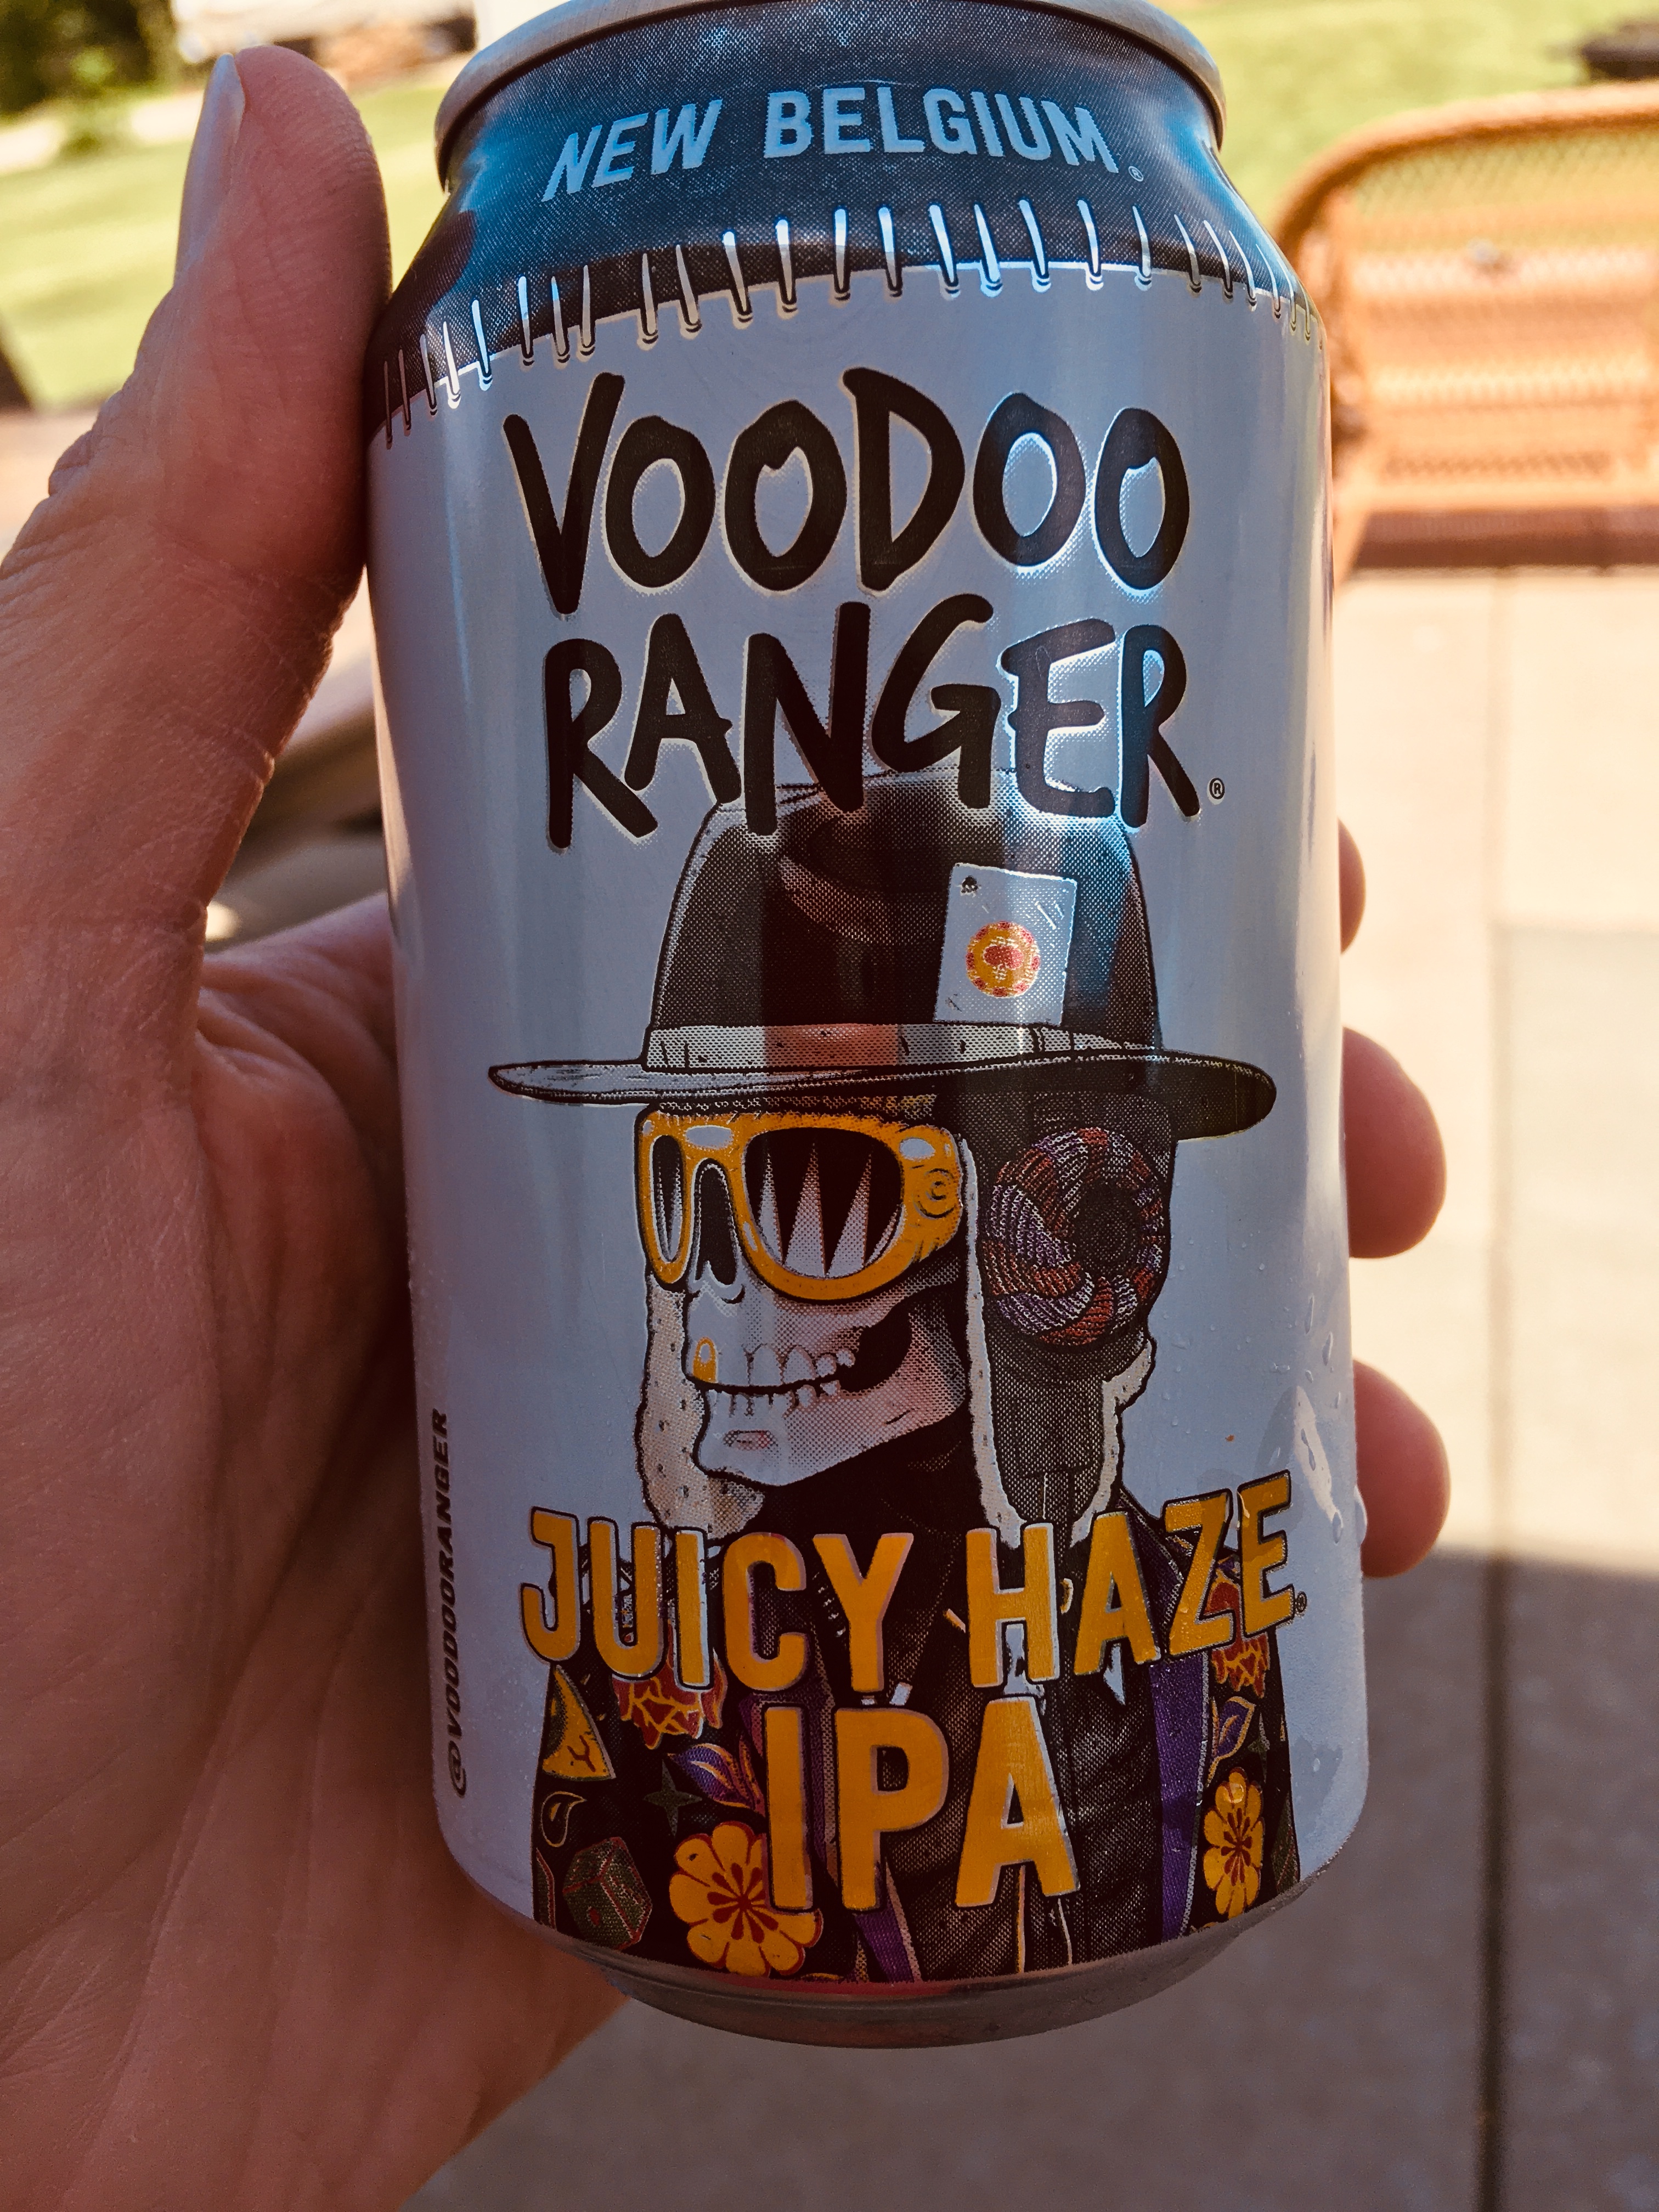 NEW BELGIUM®
VOODOO
RANGER®
JUICY HAZE®
IPA
@VOODOORANGER